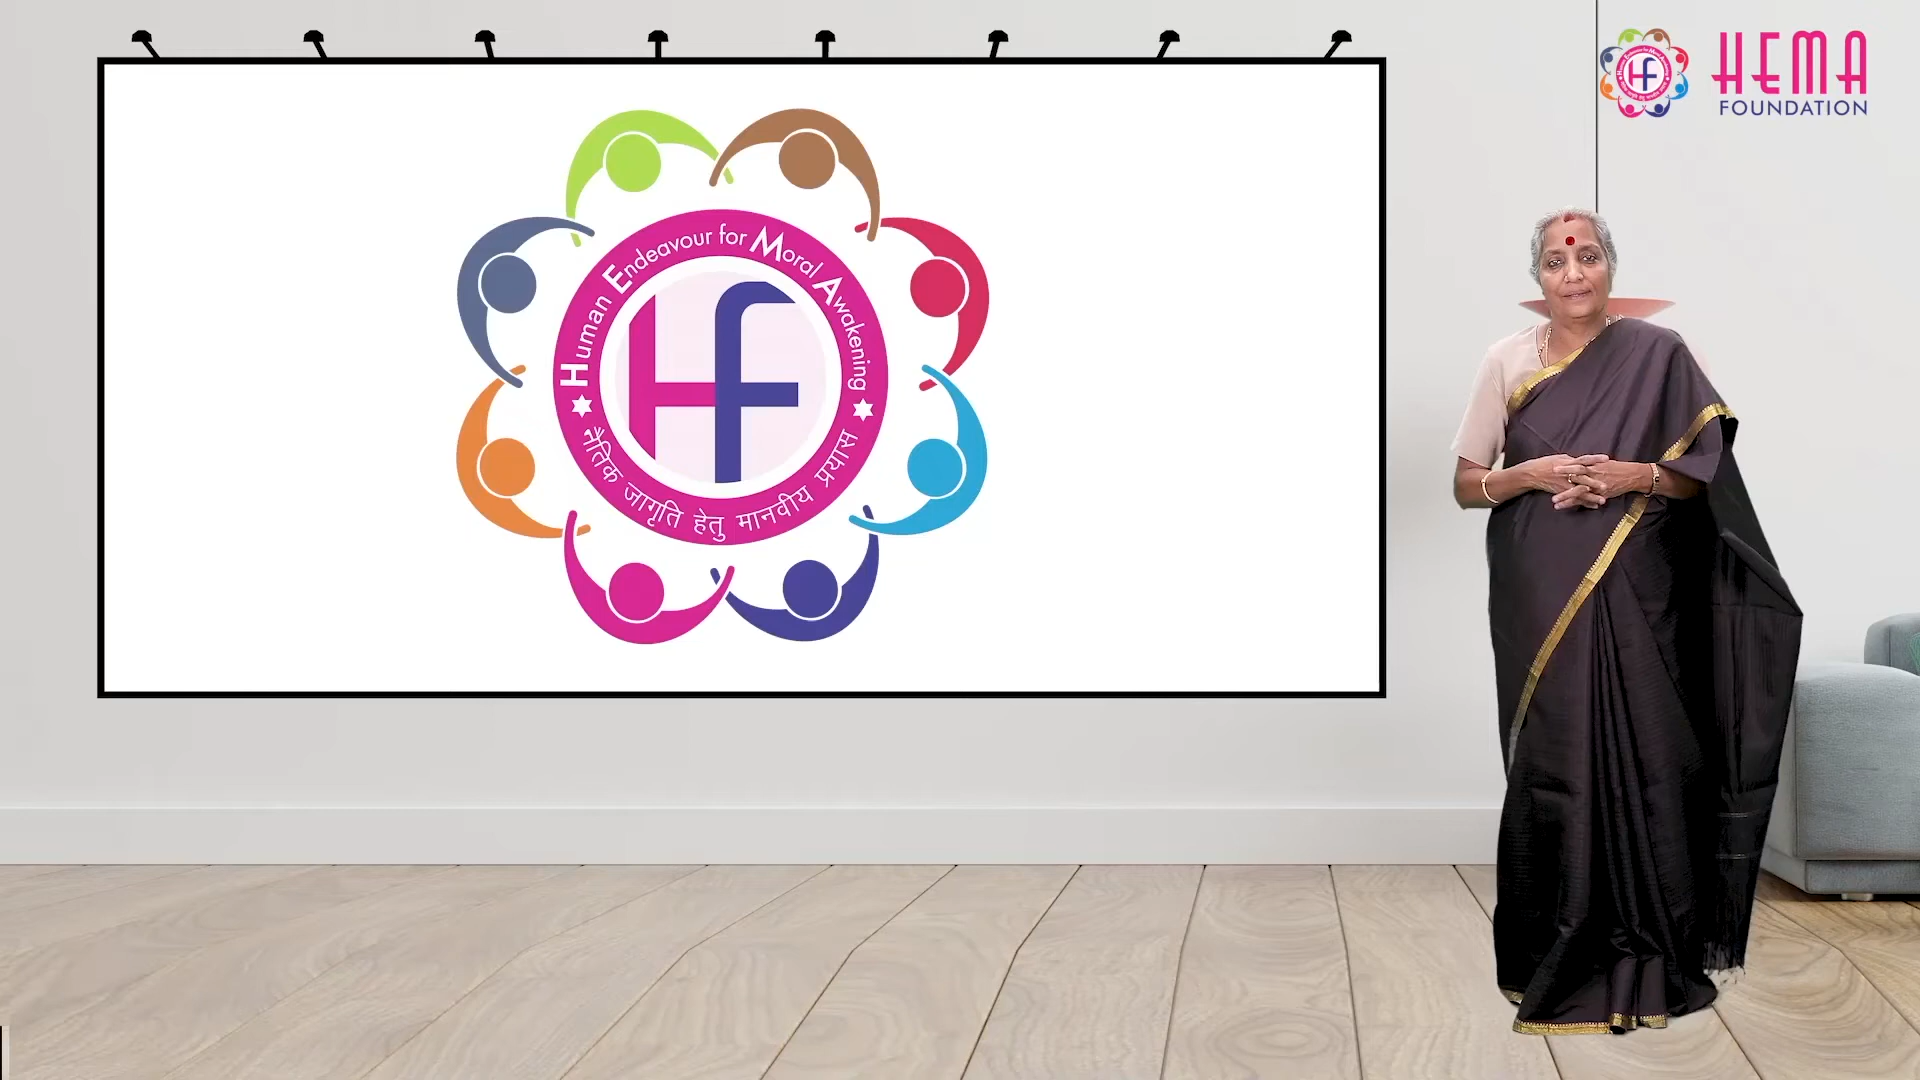 Human Endeavour for Moral Awakening
HF
नैतिक जागृति हेतु मानवीय प्रयास
HEMA
FOUNDATION